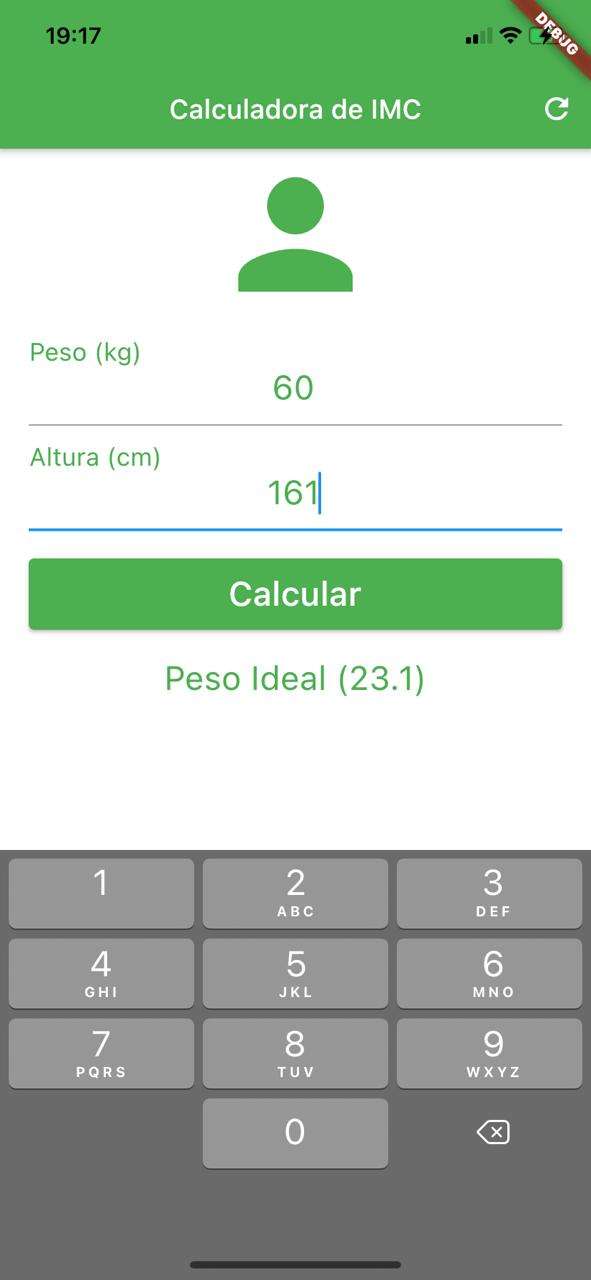 19:17
DEBUG
Calculadora de IMC
Peso (kg)
60
Altura (cm)
161
Calcular
Peso Ideal (23.1)
1
2
ABC
3
DEF
4
GHI
5
JKL
6
MNO
7
PQRS
8
TUV
9
WXYZ
0